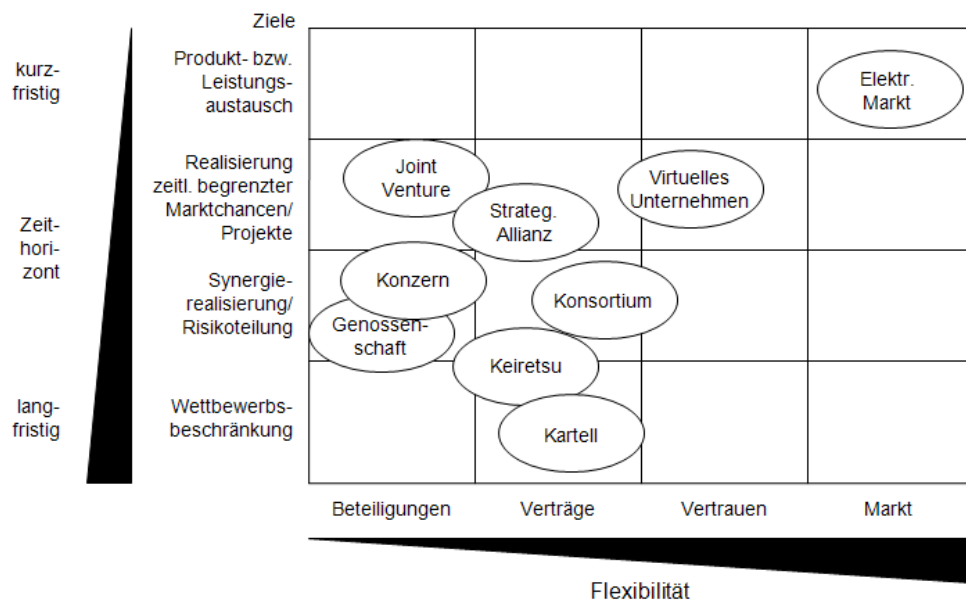 Ziele
kurz-
fristig
Produkt- bzw.
Leistungs-
austausch
Elektr.
Markt
Zeit-
hori-
zont
Realisierung
zeitl. begrenzter
Marktchancen/
Projekte
Joint
Venture
Strateg.
Allianz
Virtuelles
Unternehmen
Synergie-
realisierung/
Risikoteilung
Konzern
Genossen-
schaft
Konsortium
Keiretsu
lang-
fristig
Wettbewerbs-
beschränkung
Kartell
Beteiligungen
Verträge
Vertrauen
Markt
Flexibilität